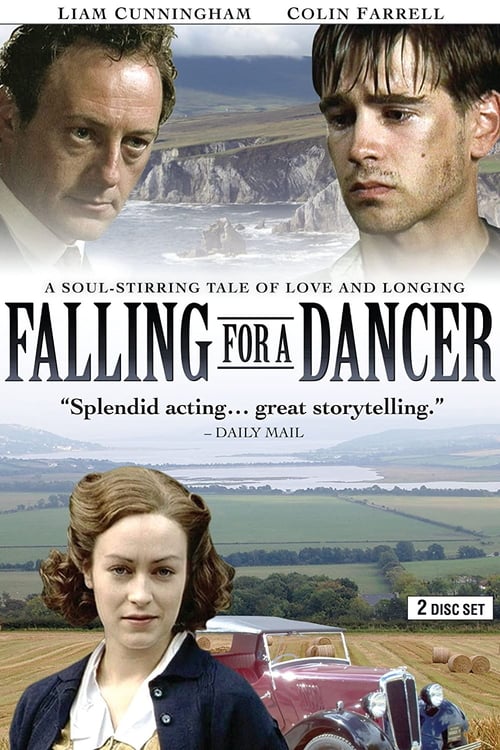 LIAM CUNNINGHAM COLIN FARRELL
A SOUL-STIRRING TALE OF LOVE AND LONGING
FALLING FOR A DANCER
“Splendid acting... great storytelling.”
– DAILY MAIL
2 DISC SET